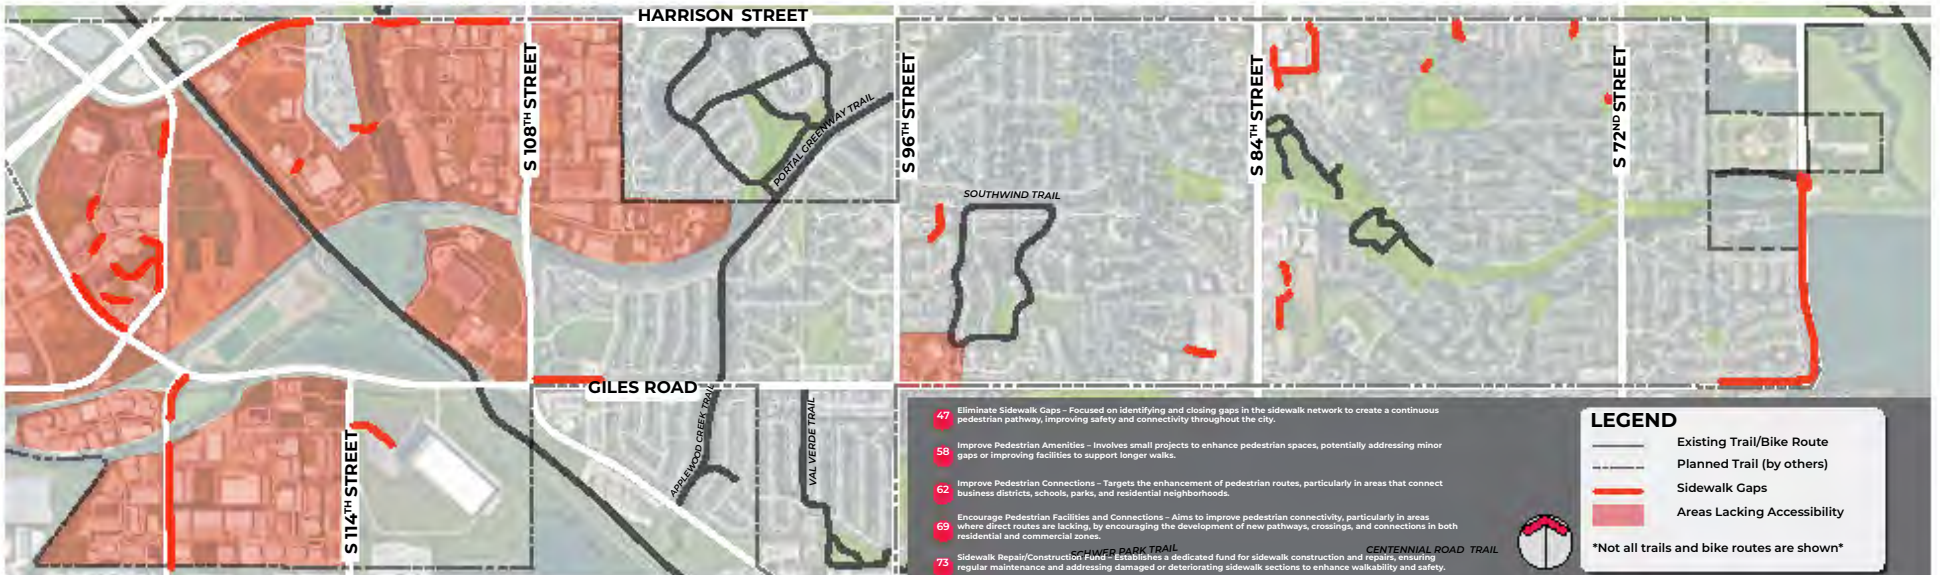 HARRISON STREET
S 108TH STREET
S 96TH STREET
S 84TH STREET
S 72ND STREET
PORTAL GREENWAY TRAIL
SOUTHWIND TRAIL
GILES ROAD
S 114TH STREET
APPLEWOOD CREEK TRAIL
VAL VERDE TRAIL
47 Eliminate Sidewalk Gaps – Focused on identifying and closing gaps in the sidewalk network to create a continuous
pedestrian pathway, improving safety and connectivity throughout the city.
58 Improve Pedestrian Amenities – Involves small projects to enhance pedestrian spaces, potentially addressing minor
gaps or improving facilities to support longer walks.
62 Improve Pedestrian Connections – Targets the enhancement of pedestrian routes, particularly in areas that connect
business districts, schools, parks, and residential neighborhoods.
69 Encourage Pedestrian Facilities and Connections – Aims to improve pedestrian connectivity, particularly in areas
where direct routes are lacking, by encouraging the development of new pathways, crossings, and connections in both
residential and commercial zones.
SCHWER PARK TRAIL
CENTENNIAL ROAD TRAIL
73 Sidewalk Repair/Construction Fund – Establishes a dedicated fund for sidewalk construction and repairs, ensuring
regular maintenance and addressing damaged or deteriorating sidewalk sections to enhance walkability and safety.
LEGEND
Existing Trail/Bike Route
Planned Trail (by others)
Sidewalk Gaps
Areas Lacking Accessibility
*Not all trails and bike routes are shown*